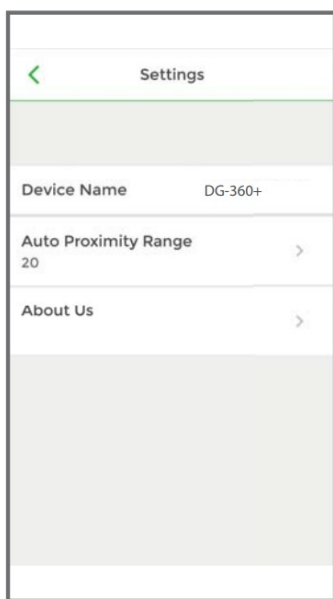 Settings
Device Name DG-360+
Auto Proximity Range
20
About Us